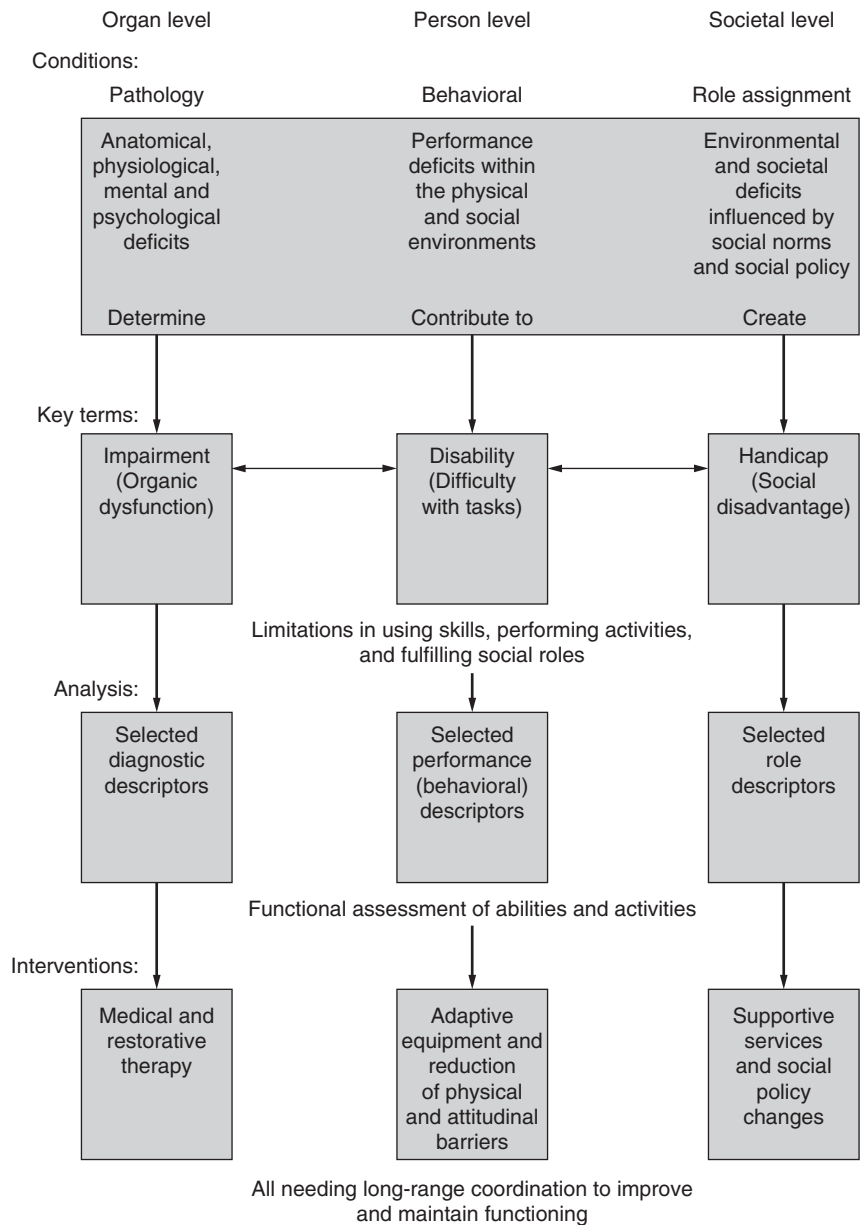 Organ level
Person level
Societal level
Conditions:
Pathology
Behavioral
Role assignment
Anatomical,
physiological,
mental and
psychological
deficits
Performance
deficits within
the physical
and social
environments
Environmental
and societal
deficits
influenced by
social norms
and social policy
Determine
Contribute to
Create
Key terms:
Impairment
(Organic
dysfunction)
Disability
(Difficulty
with tasks)
Handicap
(Social
disadvantage)
Limitations in using skills, performing activities,
and fulfilling social roles
Analysis:
Selected
diagnostic
descriptors
Selected
performance
(behavioral)
descriptors
Selected
role
descriptors
Functional assessment of abilities and activities
Interventions:
Medical and
restorative
therapy
Adaptive
equipment and
reduction
of physical
and attitudinal
barriers
Supportive
services
and social
policy
changes
All needing long-range coordination to improve
and maintain functioning